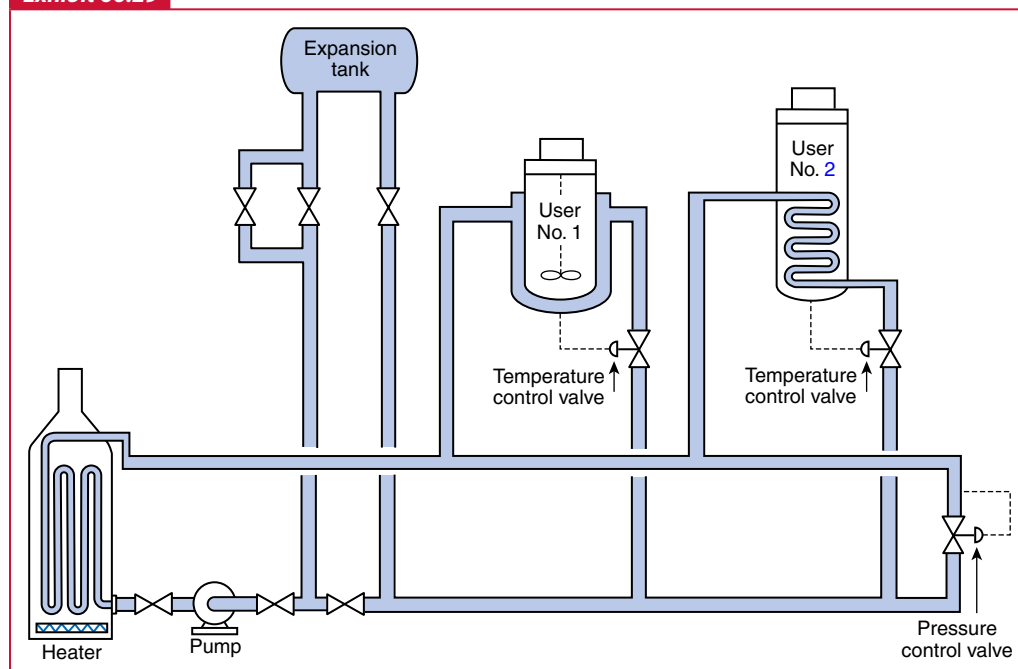 Expansion
tank
User
No. 1
User
No. 2
Temperature
control valve
Temperature
control valve
Heater
Pump
Pressure
control valve